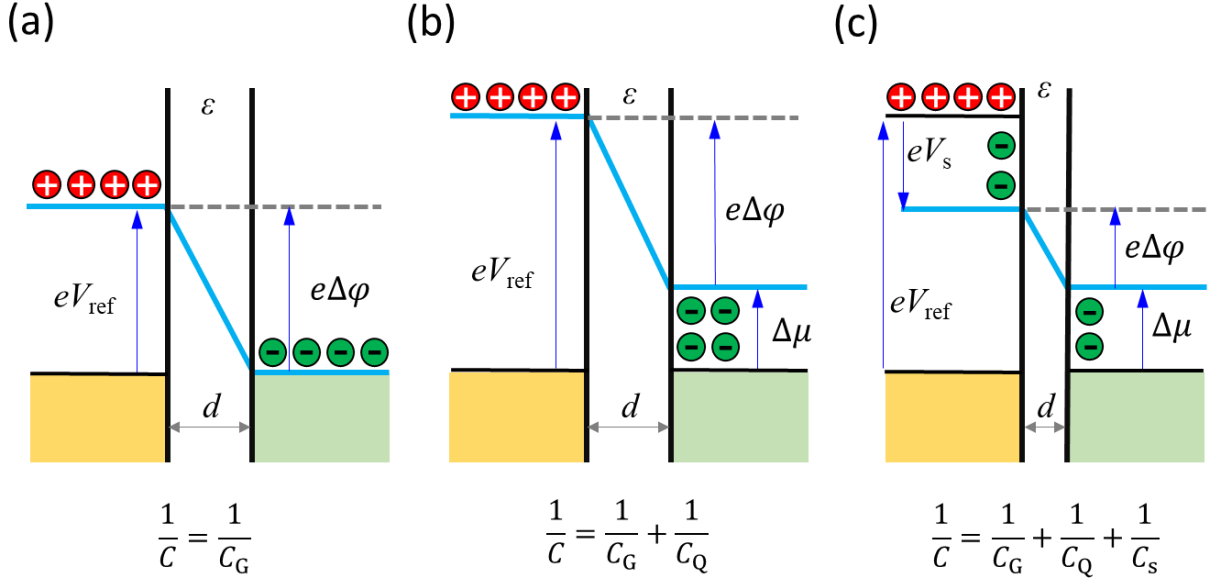 (a)
(b)
(c)
ε
ε
ε
+ + + +
+ + + +
+ + + +
eV_ref
eΔφ
- - - -
d
eV_ref
eΔφ
Δμ
- -
- -
d
eV_s
-
-
eV_ref
eΔφ
Δμ
-
-
d
1/C = 1/C_G
1/C = 1/C_G + 1/C_Q
1/C = 1/C_G + 1/C_Q + 1/C_s